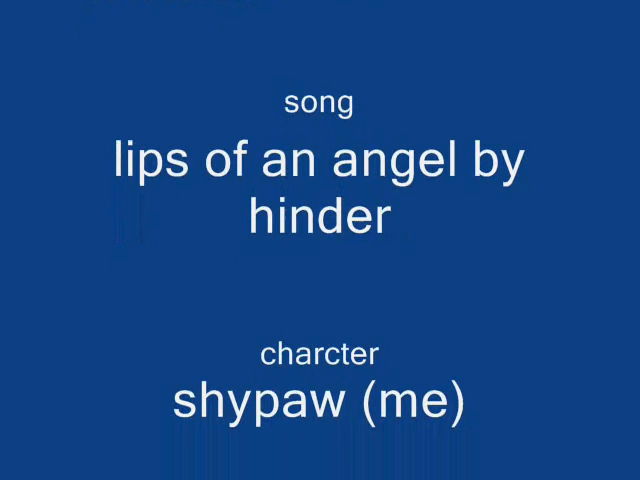 song
lips of an angel by
hinder
charcter
shypaw (me)